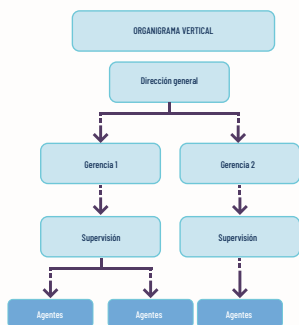 ORGANIGRAMA VERTICAL
Dirección general
Gerencia 1
Gerencia 2
Supervisión
Supervisión
Agentes
Agentes
Agentes